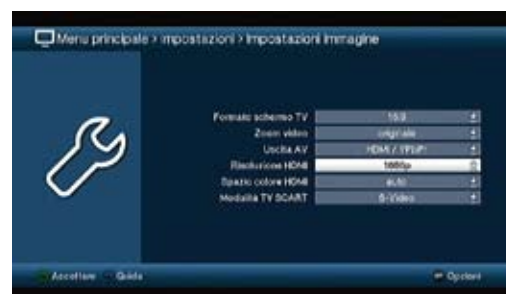 Menu principale > Impostazioni > Impostazioni immagine
Formato schermo TV 16:9
Zoom video originale
Uscita AV HDMI / YPbPr
Risoluzione HDMI 1080p
Spazio colore HDMI auto
Modalità TV SCART S-Video
Accettare Guida Opzioni